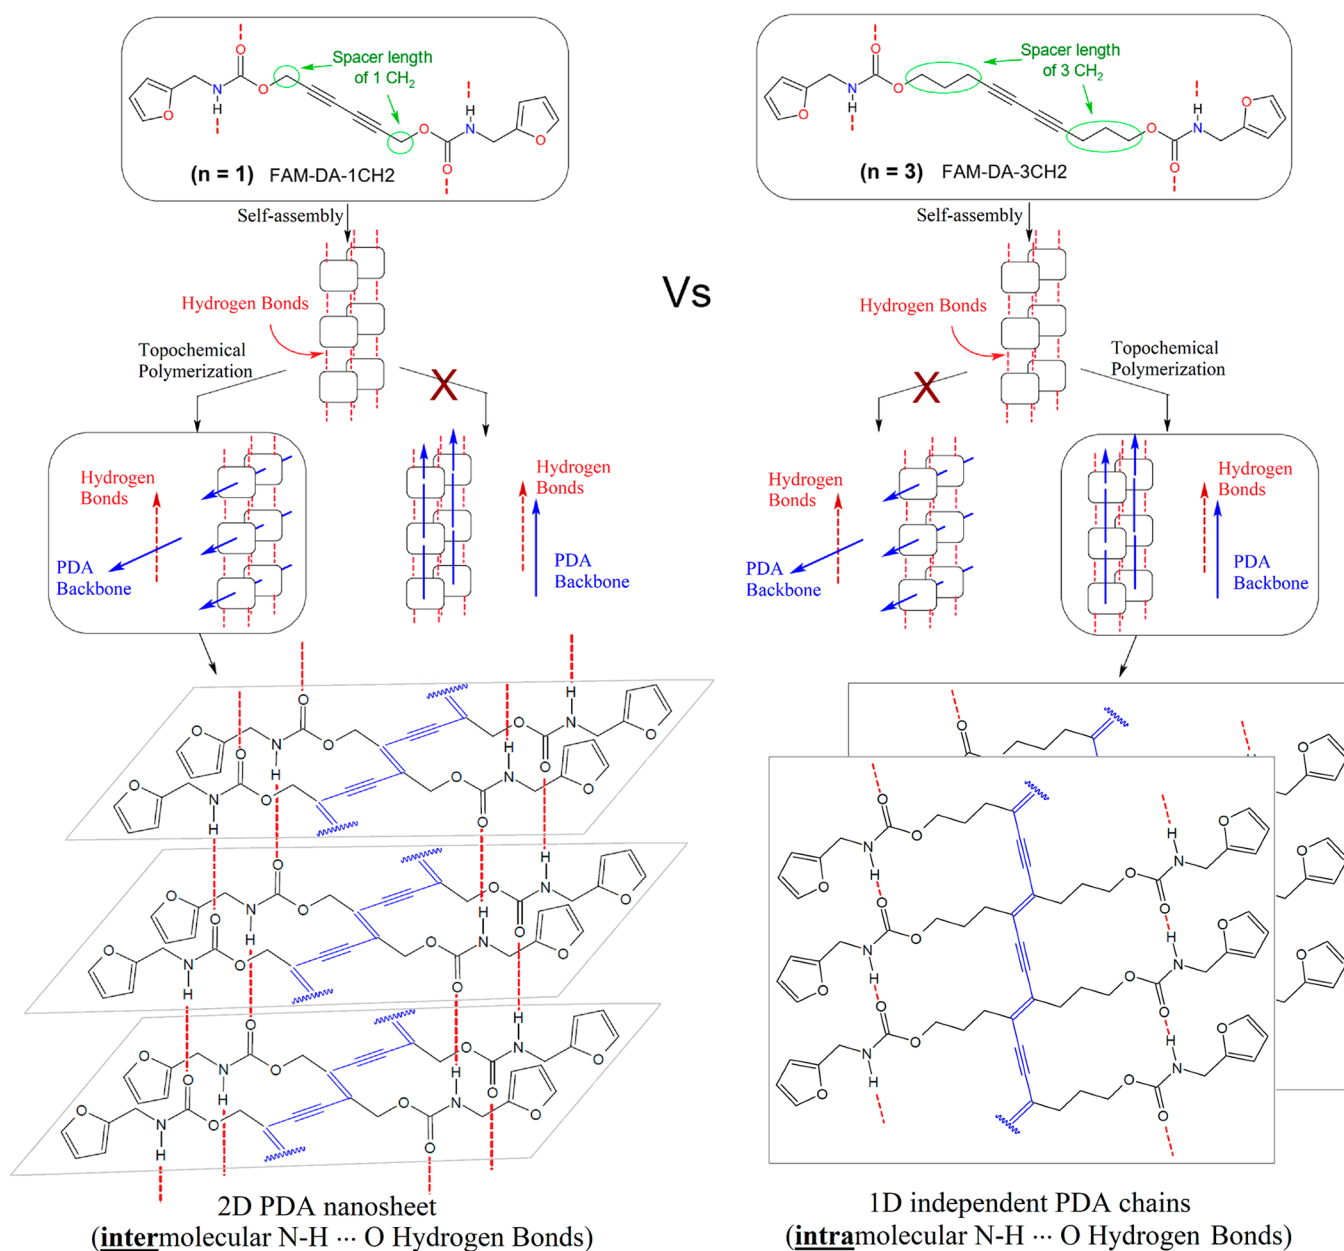 Spacer length
of 1 CH2
(n = 1) FAM-DA-1CH2
Self-assembly
Hydrogen Bonds
Topochemical
Polymerization
X
Hydrogen
Bonds
PDA
Backbone
Hydrogen
Bonds
PDA
Backbone
2D PDA nanosheet
(intermolecular N-H ··· O Hydrogen Bonds)
Vs
Spacer length
of 3 CH2
(n = 3) FAM-DA-3CH2
Self-assembly
Hydrogen Bonds
Topochemical
Polymerization
X
Hydrogen
Bonds
PDA
Backbone
Hydrogen
Bonds
PDA
Backbone
1D independent PDA chains
(intramolecular N-H ··· O Hydrogen Bonds)